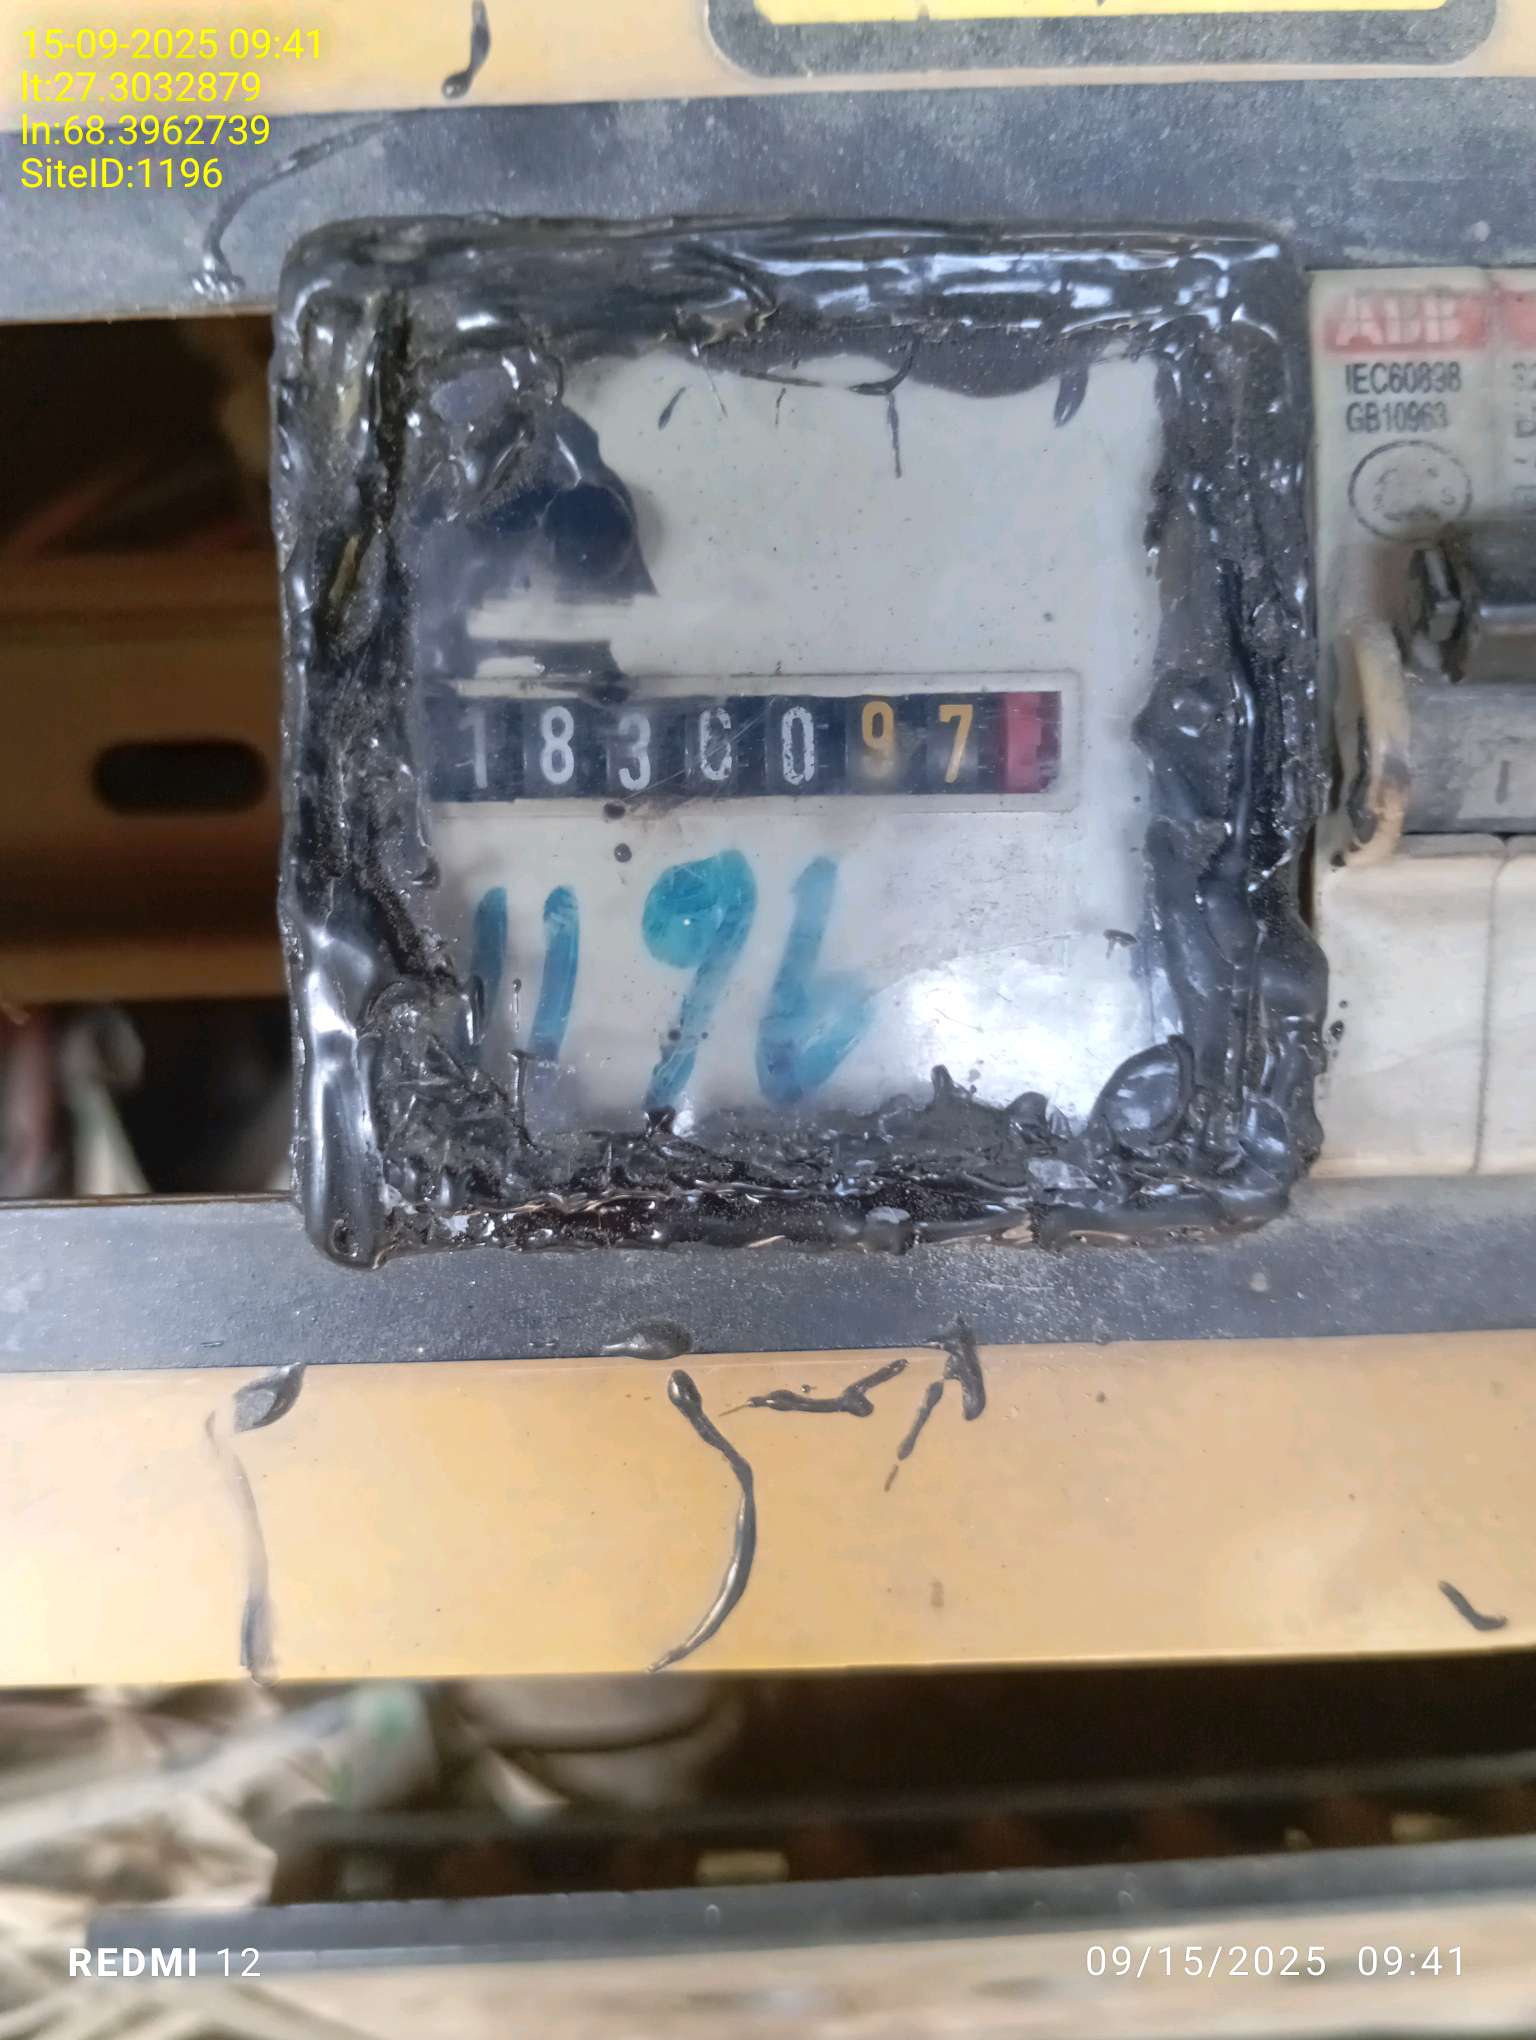 15-09-2025 09:41
lt:27.3032879
ln:68.3962739
SiteID:1196
ABB
IEC60898
GB10963
1830097
1196
REDMI 12
09/15/2025 09:41